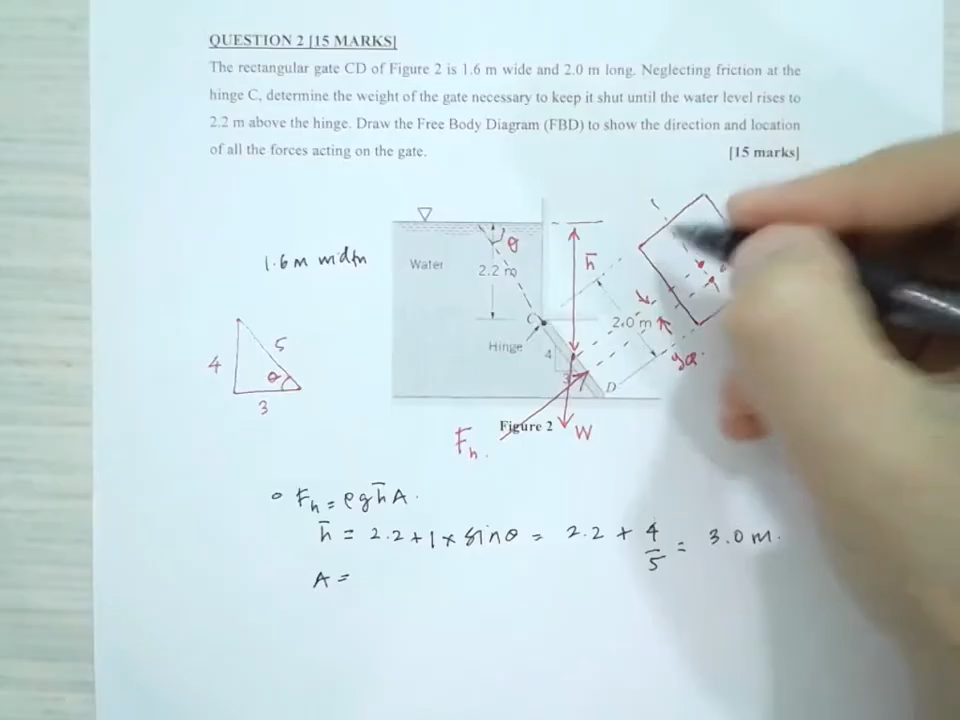 QUESTION 2 [15 MARKS]
The rectangular gate CD of Figure 2 is 1.6 m wide and 2.0 m long. Neglecting friction at the
hinge C, determine the weight of the gate necessary to keep it shut until the water level rises to
2.2 m above the hinge. Draw the Free Body Diagram (FBD) to show the direction and location
of all the forces acting on the gate.
[15 marks]
1.6 m width
Water
θ
2.2 m
h̄
C
Hinge
4
3
2.0 m
D
W
Fh.
Figure 2
4
5
θ
3
Fh = ρgh̄A.
h̄ = 2.2 + 1 x sinθ = 2.2 + 4/5 = 3.0 m.
A =